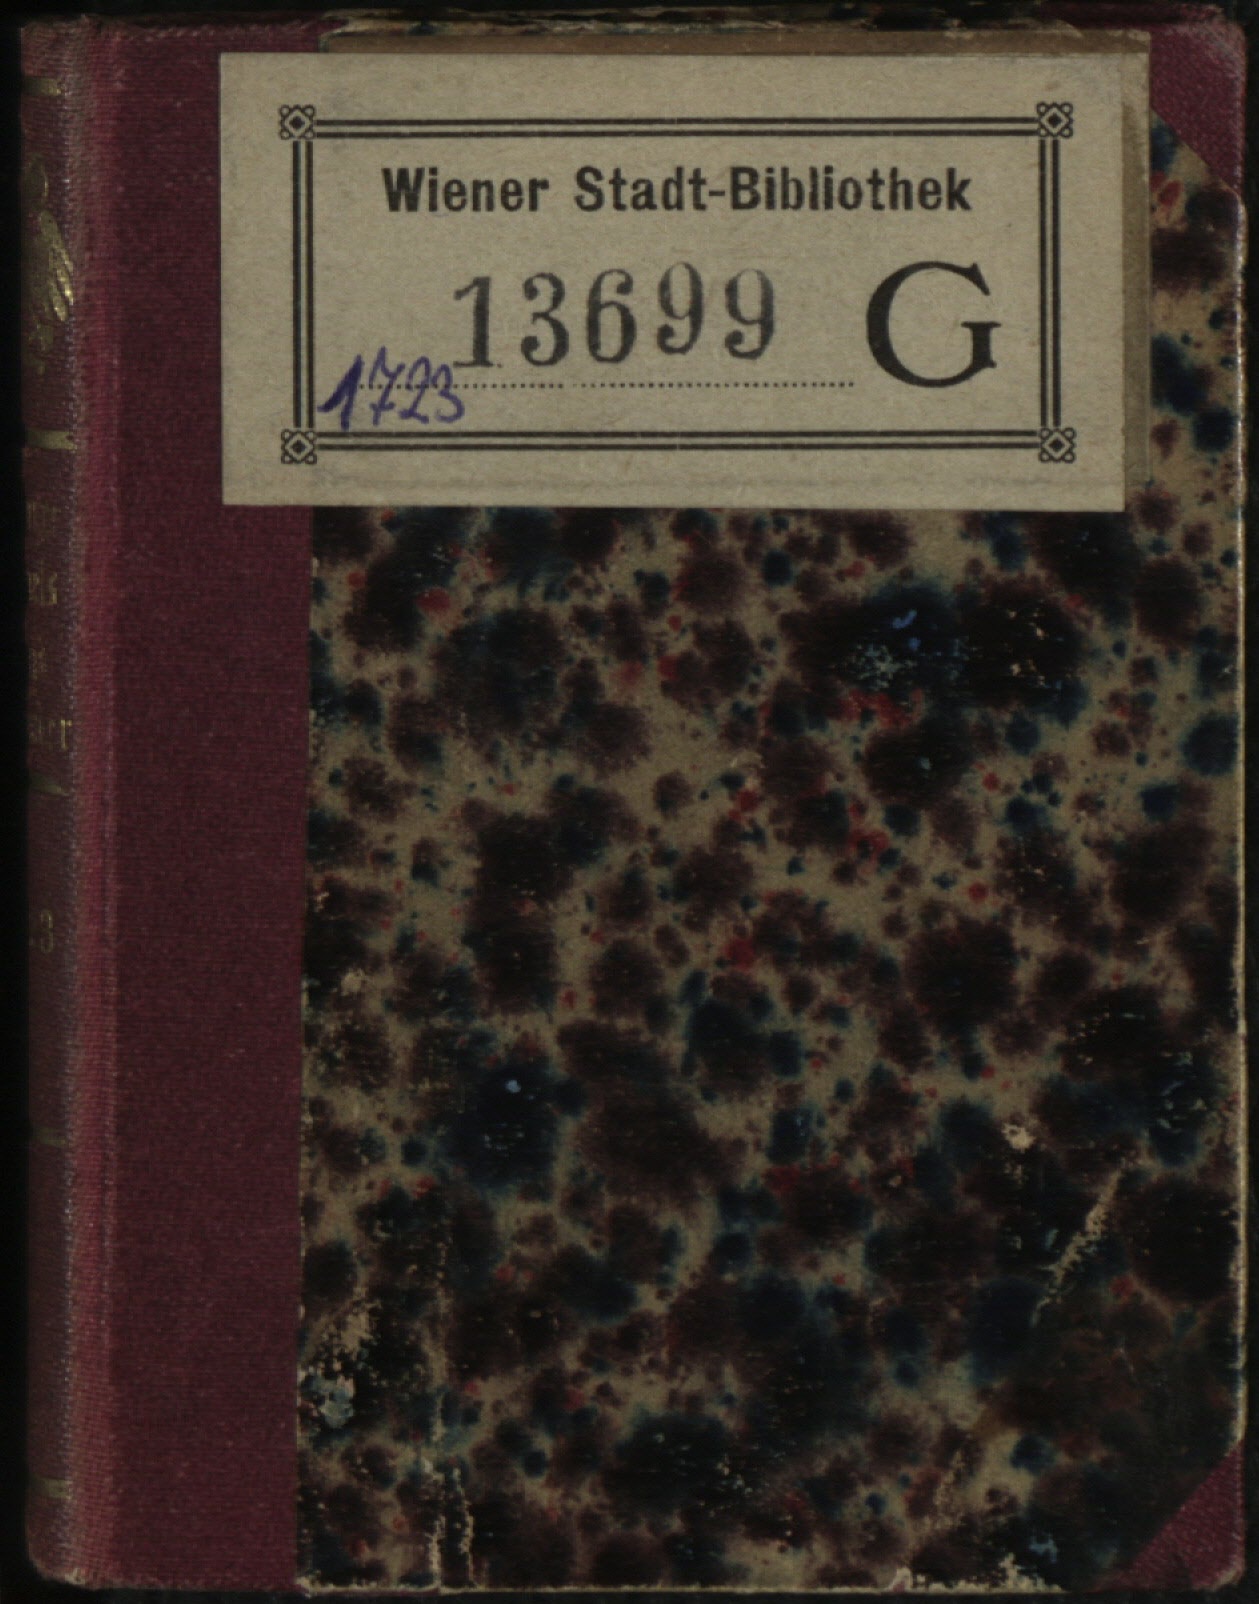 Wiener Stadt-Bibliothek
13699 G
1723